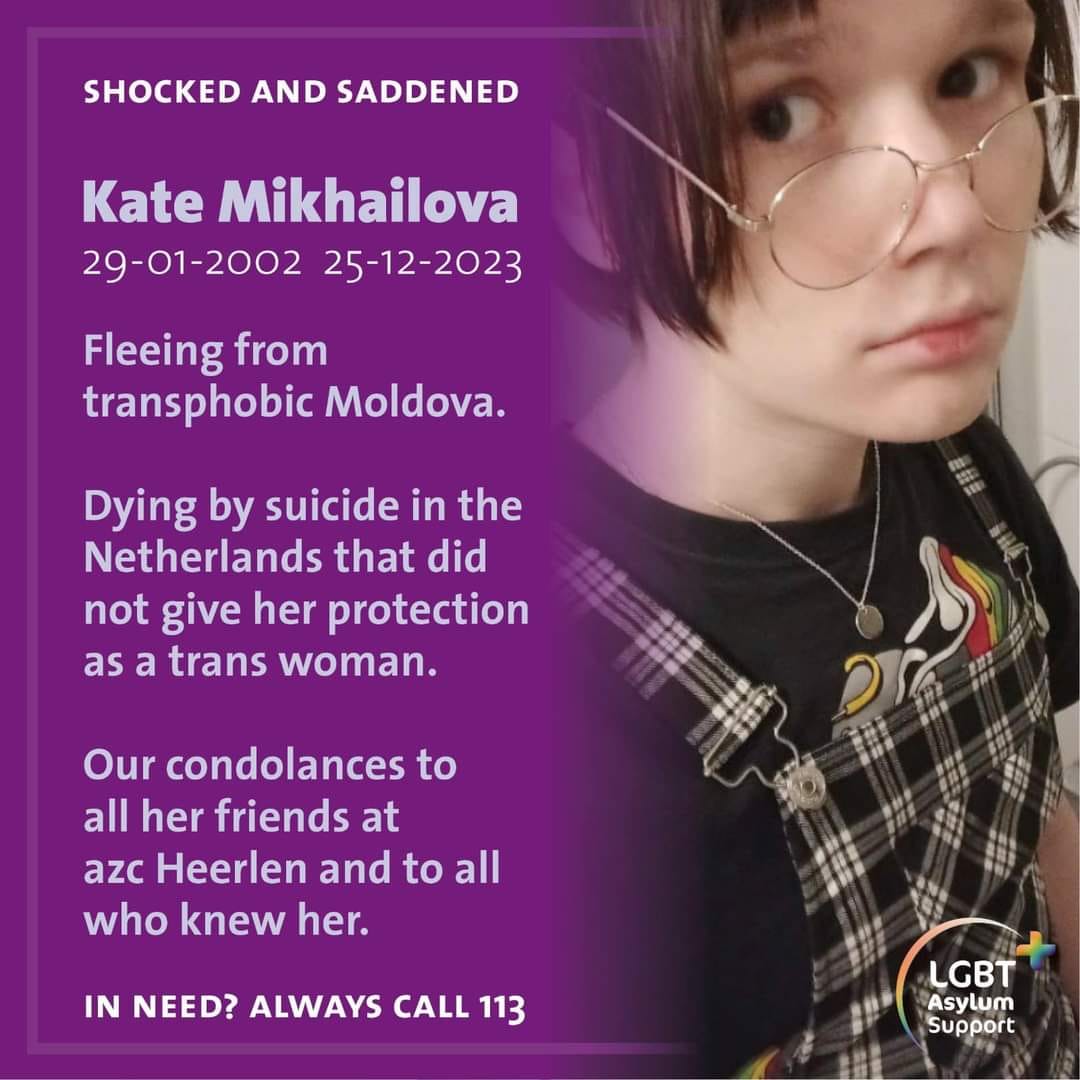 SHOCKED AND SADDENED
Kate Mikhailova
29-01-2002 25-12-2023
Fleeing from
transphobic Moldova.
Dying by suicide in the
Netherlands that did
not give her protection
as a trans woman.
Our condolances to
all her friends at
azc Heerlen and to all
who knew her.
IN NEED? ALWAYS CALL 113
LGBT+
Asylum
Support